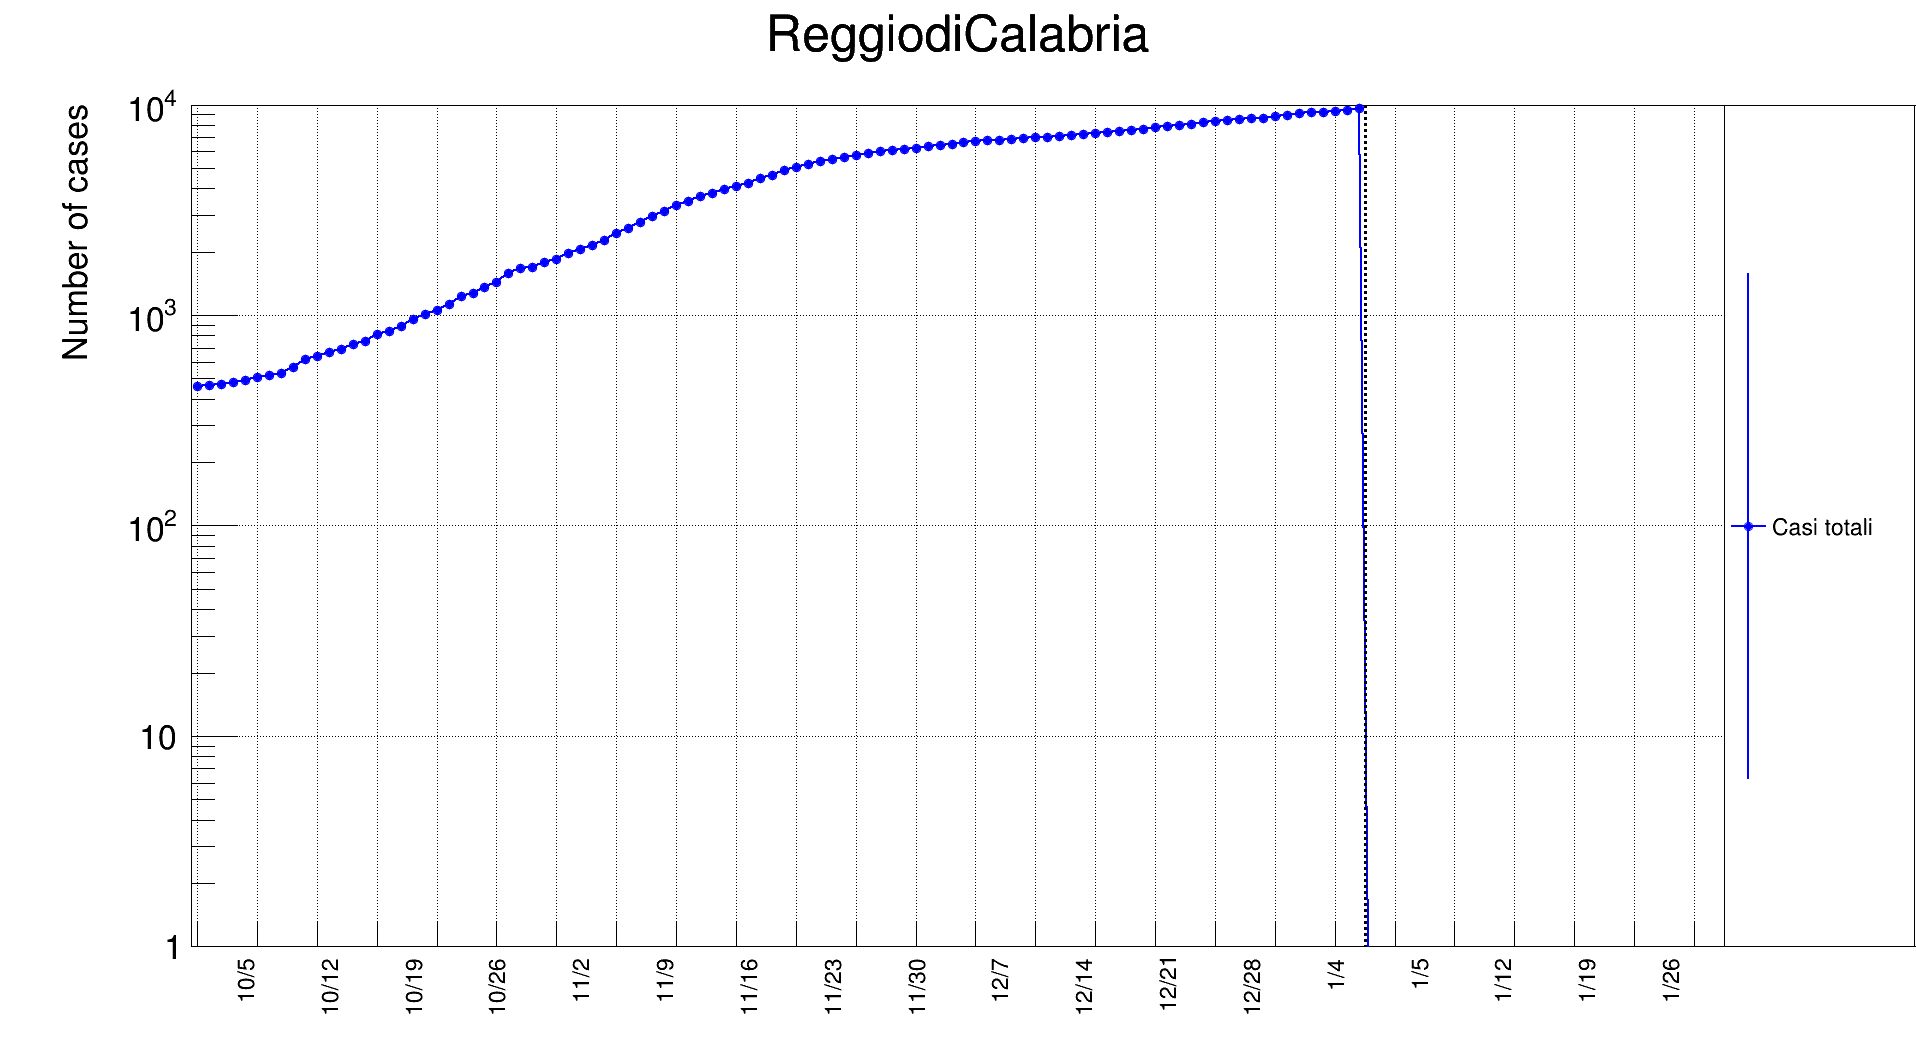 ReggiodiCalabria
Number of cases
10^4
10^3
10^2
10
1
10/5 10/12 10/19 10/26 11/2 11/9 11/16 11/23 11/30 12/7 12/14 12/21 12/28 1/4 1/5 1/12 1/19 1/26
Casi totali